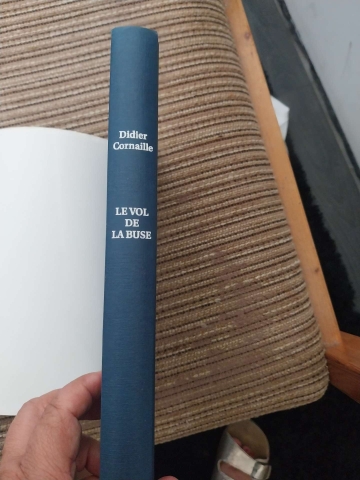 Didier
Cornaille
LE VOL
DE
LA BUSE